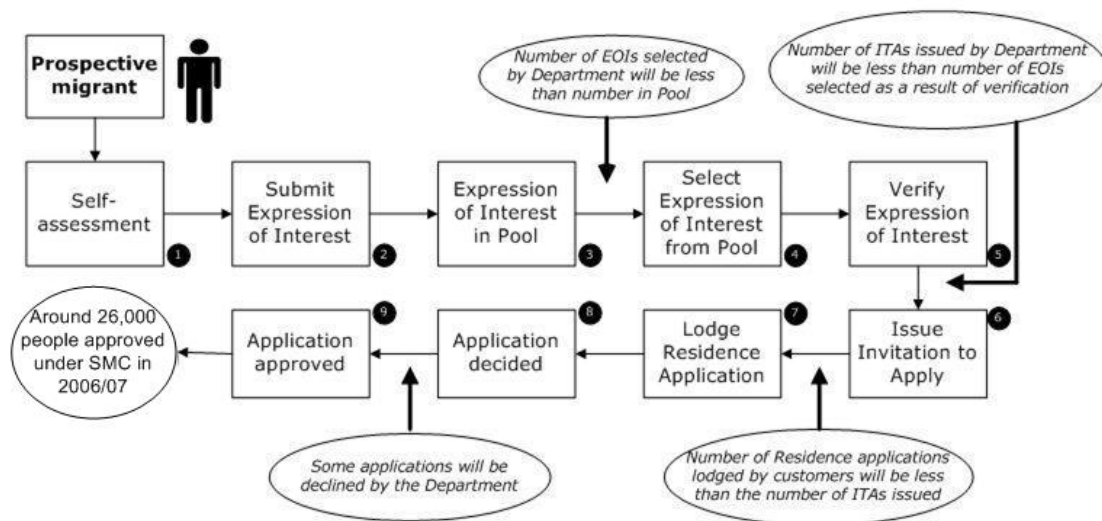 Prospective
migrant
Number of EOIs selected
by Department will be less
than number in Pool
Number of ITAs issued by Department
will be less than number of EOIs
selected as a result of verification
Self-
assessment
1
Submit
Expression
of Interest
2
Expression
of Interest
in Pool
3
Select
Expression
of Interest
from Pool
4
Verify
Expression
of Interest
5
Issue
Invitation to
Apply
6
Lodge
Residence
Application
7
Application
decided
8
Application
approved
9
Around 26,000
people approved
under SMC in
2006/07
Some applications will be
declined by the Department
Number of Residence applications
lodged by customers will be less
than the number of ITAs issued